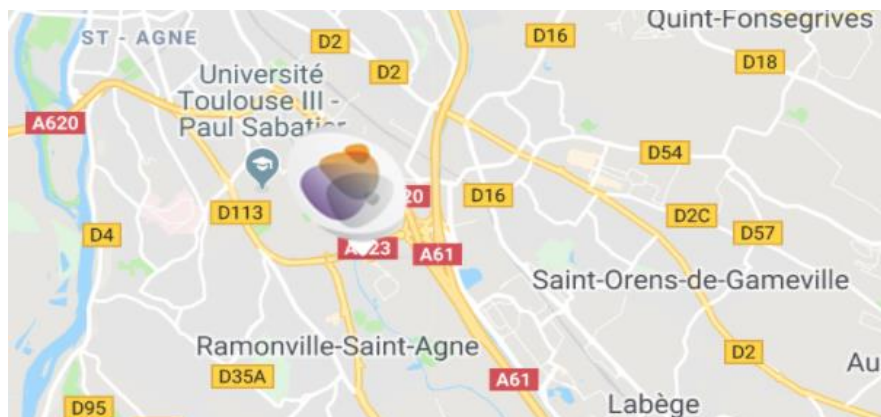 Quint-Fonsegrives
ST - AGNE
D2
D16
D2
D18
Université
Toulouse III -
Paul Sabatier
A620
D54
D113
20
D16
D2C
D4
D57
A61
Saint-Orens-de-Gameville
Ramonville-Saint-Agne
D2
Au
D35A
A61
D95
Labège